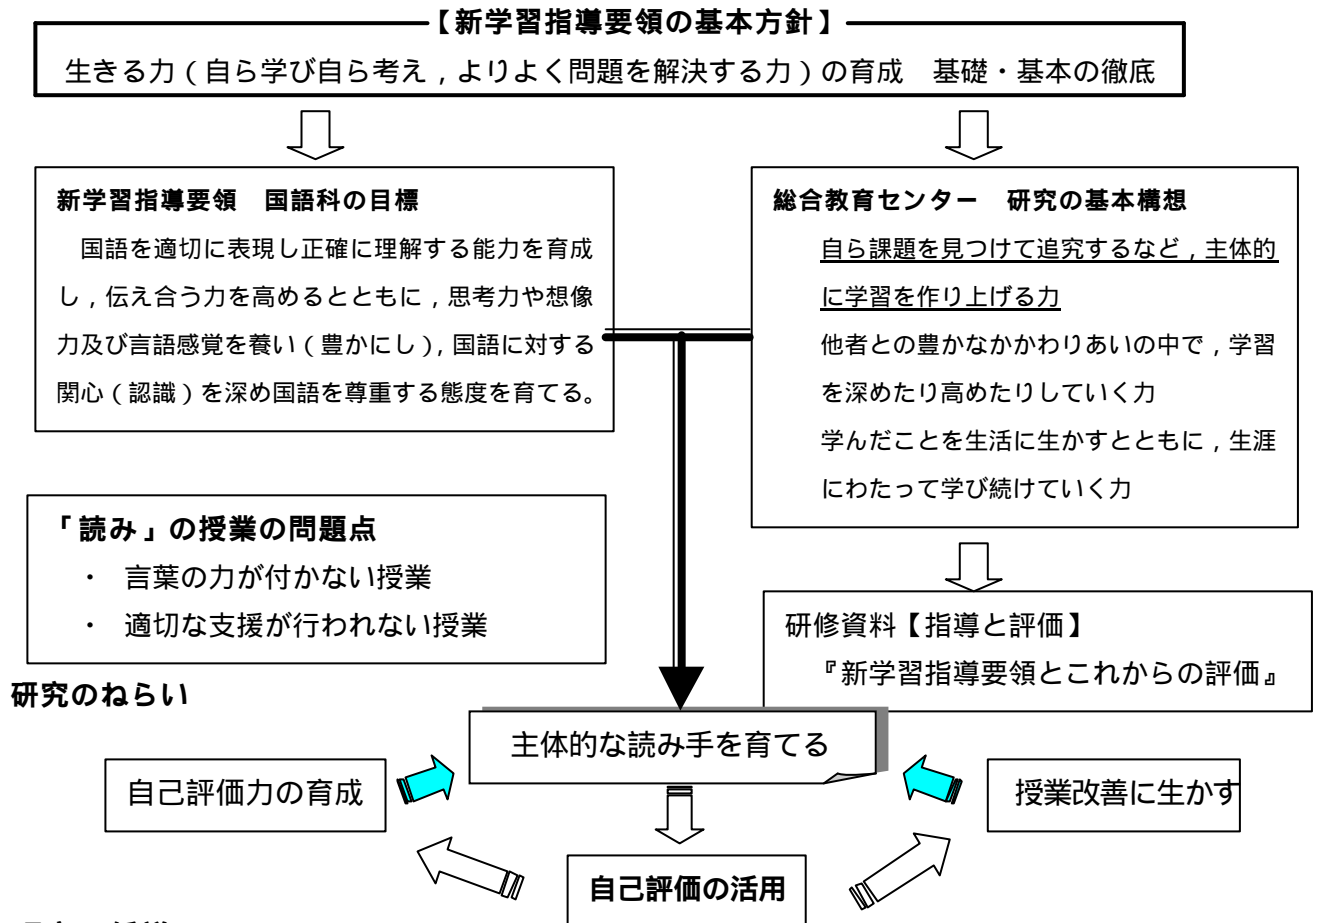 【新学習指導要領の基本方針】
生きる力（自ら学び自ら考え，よりよく問題を解決する力）の育成　基礎・基本の徹底
新学習指導要領　国語科の目標
国語を適切に表現し正確に理解する能力を育成
し，伝え合う力を高めるとともに，思考力や想像
力及び言語感覚を養い（豊かにし），国語に対する
関心（認識）を深め国語を尊重する態度を育てる。
総合教育センター　研究の基本構想
自ら課題を見つけて追究するなど，主体的
に学習を作り上げる力
他者との豊かなかかわりあいの中で，学習
を深めたり高めたりしていく力
学んだことを生活に生かすとともに，生涯
にわたって学び続けていく力
「読み」の授業の問題点
・　言葉の力が付かない授業
・　適切な支援が行われない授業
研修資料【指導と評価】
『新学習指導要領とこれからの評価』
研究のねらい
主体的な読み手を育てる
自己評価力の育成
授業改善に生かす
自己評価の活用